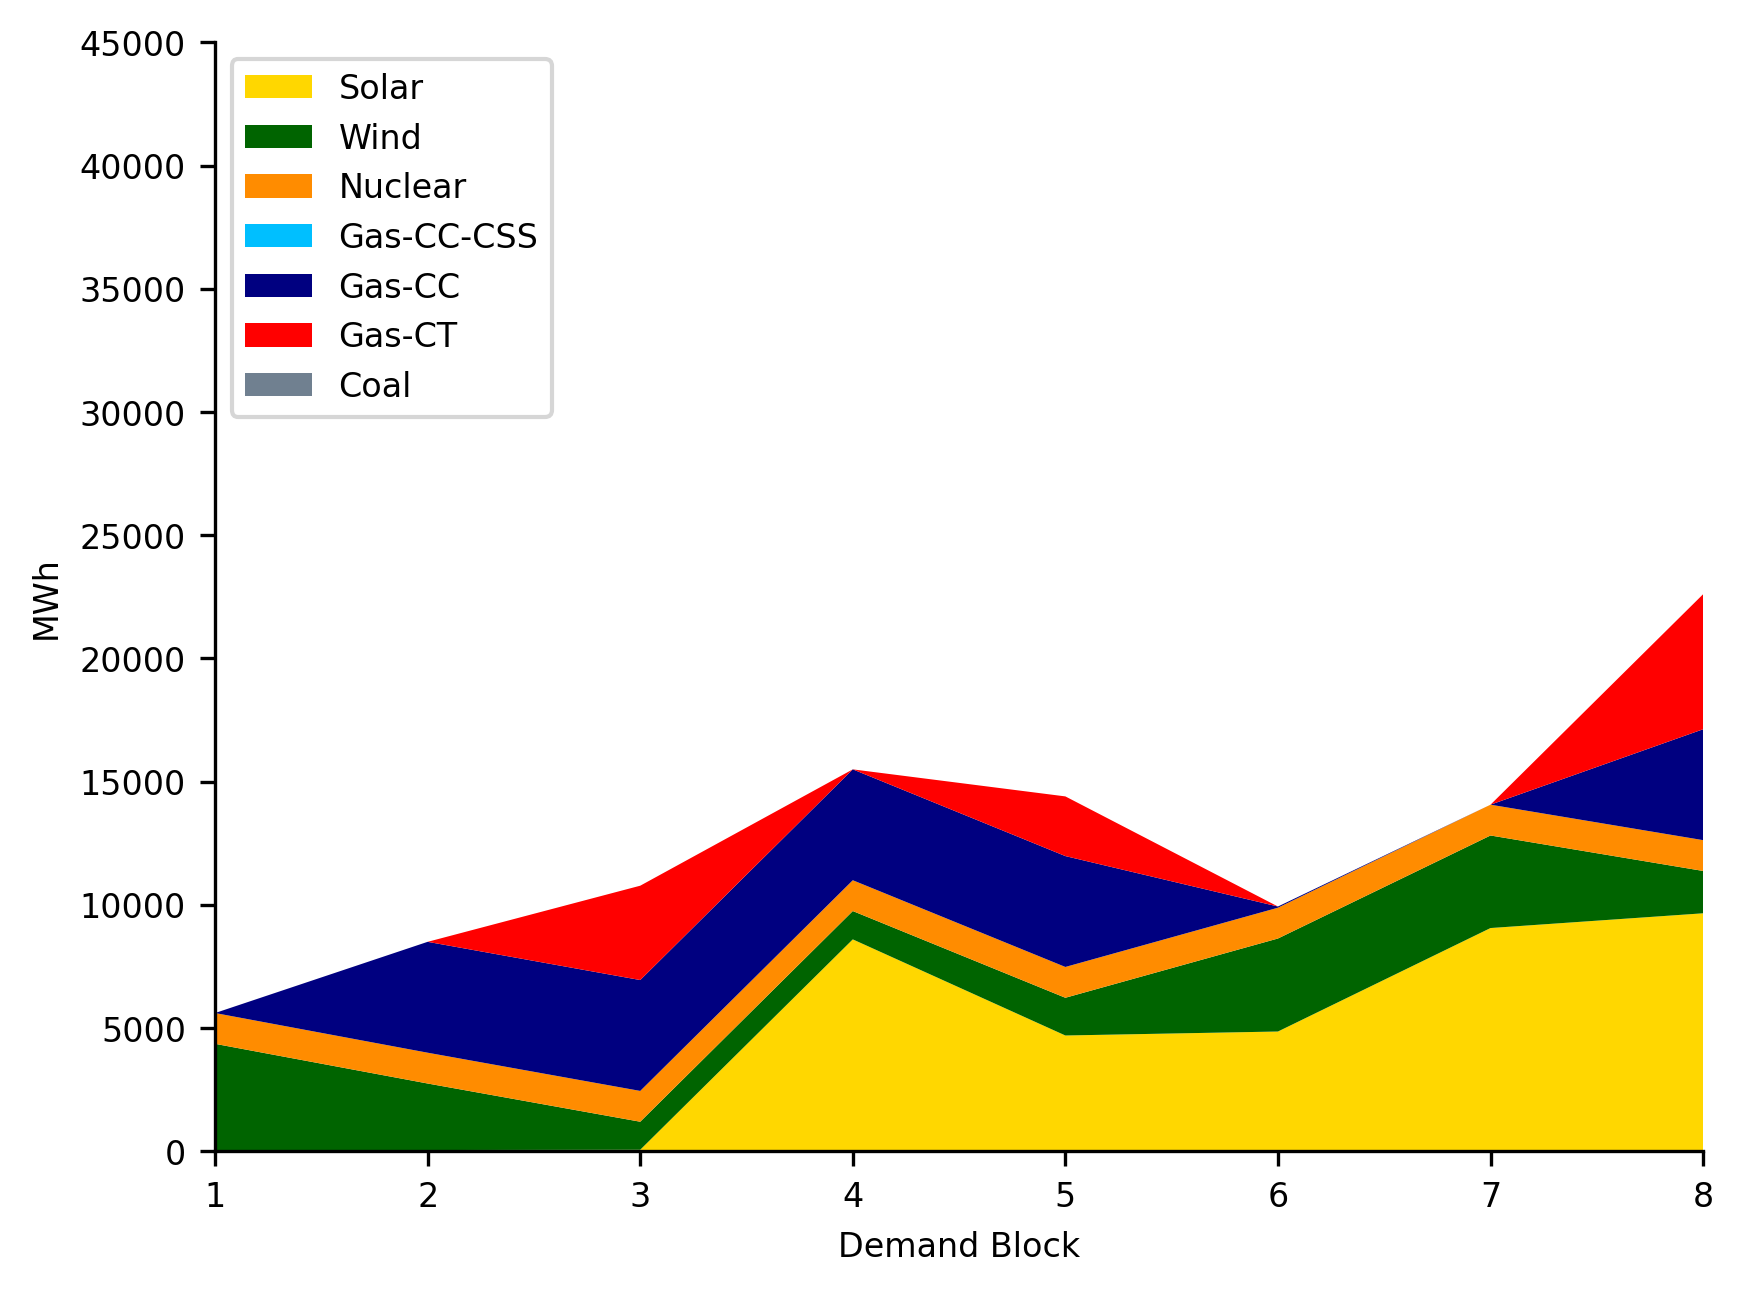 45000
40000
35000
30000
25000
20000
15000
10000
5000
0
MWh
Solar
Wind
Nuclear
Gas-CC-CSS
Gas-CC
Gas-CT
Coal
1 2 3 4 5 6 7 8
Demand Block